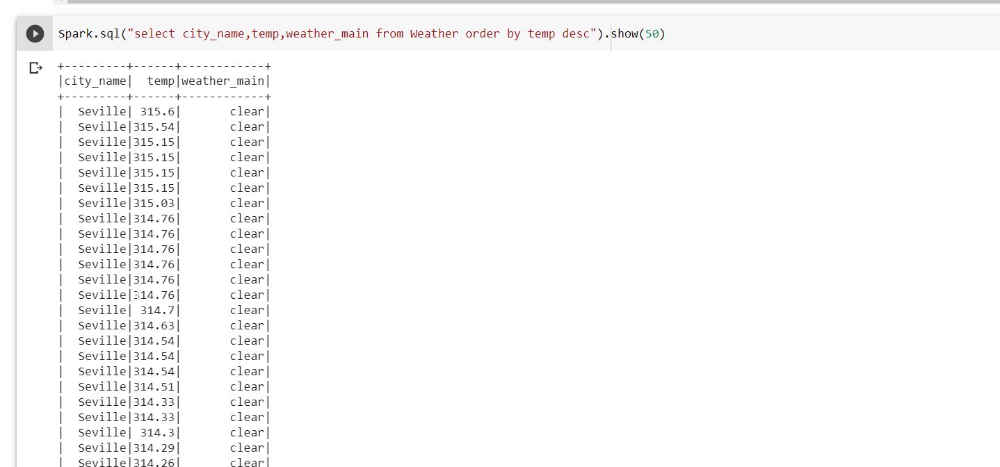 Spark.sql("select city_name,temp,weather_main from Weather order by temp desc").show(50)
+---------+------+------------+
|city_name|  temp|weather_main|
+---------+------+------------+
|  Seville| 315.6|       clear|
|  Seville|315.54|       clear|
|  Seville|315.15|       clear|
|  Seville|315.15|       clear|
|  Seville|315.15|       clear|
|  Seville|315.15|       clear|
|  Seville|315.03|       clear|
|  Seville|314.76|       clear|
|  Seville|314.76|       clear|
|  Seville|314.76|       clear|
|  Seville|314.76|       clear|
|  Seville|314.76|       clear|
|  Seville|314.76|       clear|
|  Seville| 314.7|       clear|
|  Seville|314.63|       clear|
|  Seville|314.54|       clear|
|  Seville|314.54|       clear|
|  Seville|314.54|       clear|
|  Seville|314.51|       clear|
|  Seville|314.33|       clear|
|  Seville|314.33|       clear|
|  Seville| 314.3|       clear|
|  Seville|314.29|       clear|
|  Seville|314.26|       clear|